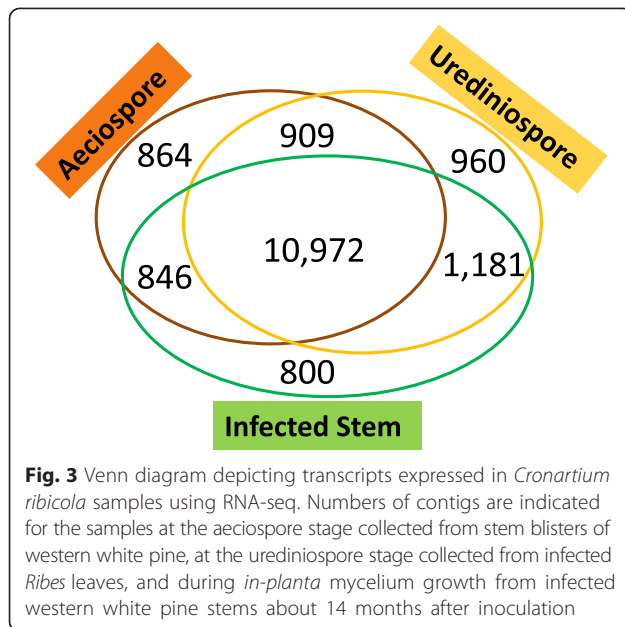 Aeciospore
Urediniospore
864
909
960
10,972
846
1,181
800
Infected Stem
Fig. 3 Venn diagram depicting transcripts expressed in Cronartium
ribicola samples using RNA-seq. Numbers of contigs are indicated
for the samples at the aeciospore stage collected from stem blisters of
western white pine, at the urediniospore stage collected from infected
Ribes leaves, and during in-planta mycelium growth from infected
western white pine stems about 14 months after inoculation